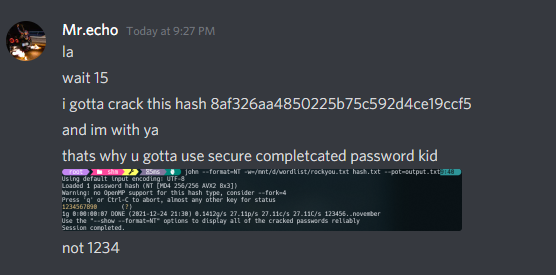 Mr.echo Today at 9:27 PM
la
wait 15
i gotta crack this hash 8af326aa4850225b75c592d4ce19ccf5
and im with ya
thats why u gotta use secure completcated password kid
root shm 85ms john --format=NT -w=/mnt/d/wordlist/rockyou.txt hash.txt --pot=output.txt
Using default input encoding: UTF-8
Loaded 1 password hash (NT [MD4 256/256 AVX2 8x3])
Warning: no OpenMP support for this hash type, consider --fork=4
Press 'q' or Ctrl-C to abort, almost any other key for status
1234567890 (?)
1g 0:00:00:07 DONE (2021-12-24 21:30) 0.1412g/s 27.11p/s 27.11c/s 27.11C/s 123456..november
Use the "--show --format=NT" options to display all of the cracked passwords reliably
Session completed.
not 1234